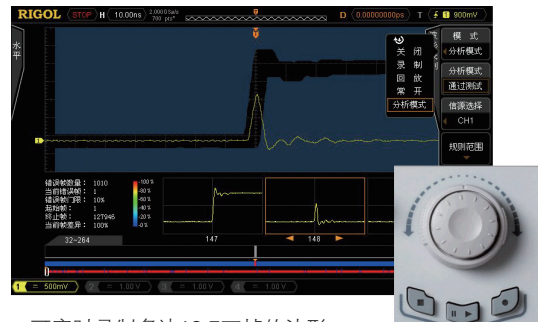 RIGOL STOP H 10.00ns 2.000GSa/s 700 pts D 0.00000000ps T 1 900mV
水平
模 式
分析模式
关 闭
录 制
回 放
常 开
分析模式
分析模式
通过测试
信源选择
CH1
规则范围
错误帧数量: 1010
当前错误帧: 1
错误帧门限: 10%
起始帧: 1
终止帧: 127946
当前帧差异: 100%
100%
80%
60%
40%
20%
0%
32-264 147 148
1 = 500mV 2 = 1.00 V 3 = 1.00 V 4 = 1.00 V